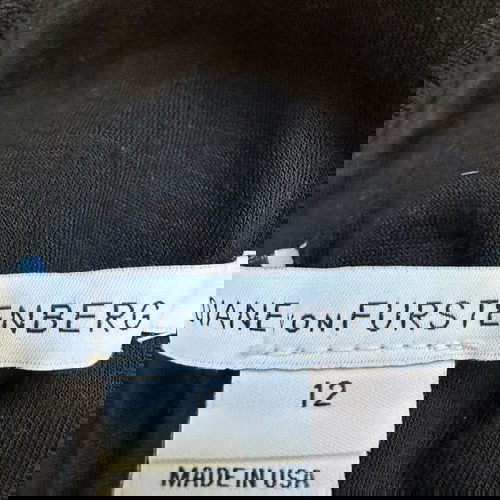 ENBERG DIANE VON FURSTE
12
MADE IN USA